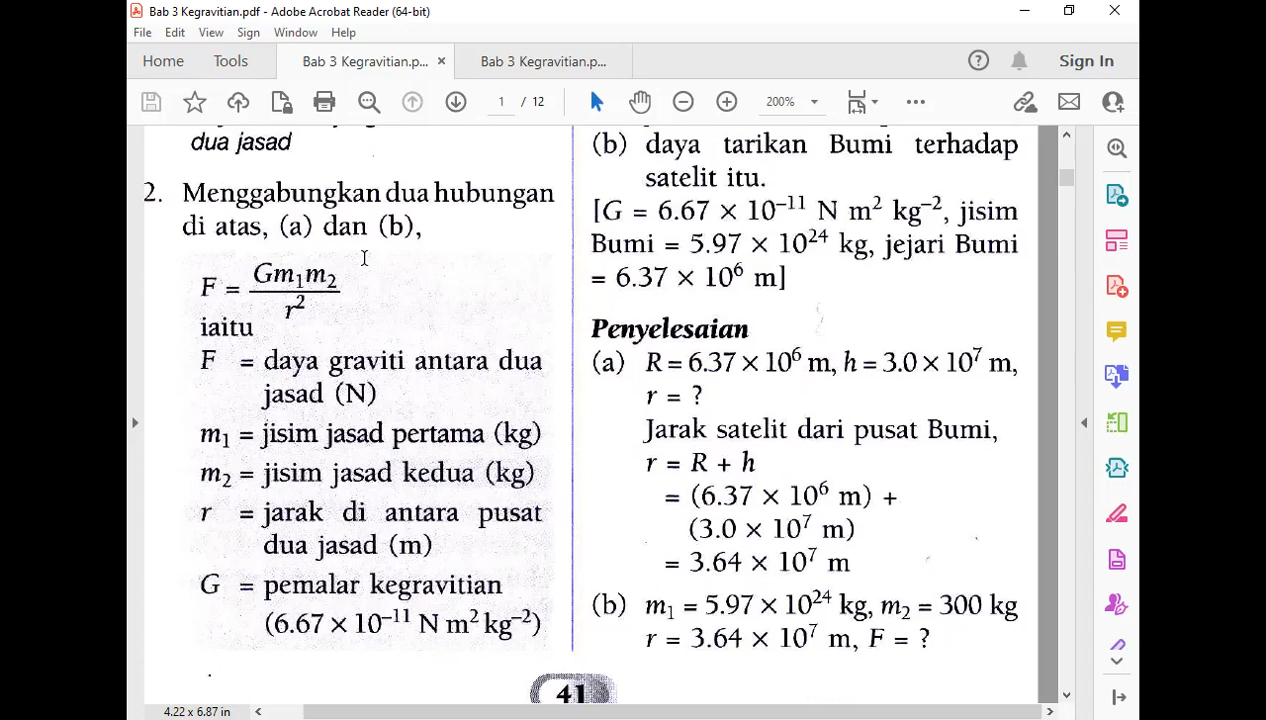 Bab 3 Kegravitian.pdf - Adobe Acrobat Reader (64-bit)
File Edit View Sign Window Help
Home Tools Bab 3 Kegravitian.p... × Bab 3 Kegravitian.p... Sign In
1 / 12 200%
dua jasad
2. Menggabungkan dua hubungan
di atas, (a) dan (b),
F = Gm₁m₂ / r²
iaitu
F = daya graviti antara dua
jasad (N)
m₁ = jisim jasad pertama (kg)
m₂ = jisim jasad kedua (kg)
r = jarak di antara pusat
dua jasad (m)
G = pemalar kegravitian
(6.67 × 10⁻¹¹ N m² kg⁻²)
(b) daya tarikan Bumi terhadap
satelit itu.
[G = 6.67 × 10⁻¹¹ N m² kg⁻², jisim
Bumi = 5.97 × 10²⁴ kg, jejari Bumi
= 6.37 × 10⁶ m]
Penyelesaian
(a) R = 6.37 × 10⁶ m, h = 3.0 × 10⁷ m,
r = ?
Jarak satelit dari pusat Bumi,
r = R + h
= (6.37 × 10⁶ m) +
(3.0 × 10⁷ m)
= 3.64 × 10⁷ m
(b) m₁ = 5.97 × 10²⁴ kg, m₂ = 300 kg
r = 3.64 × 10⁷ m, F = ?
41
4.22 x 6.87 in